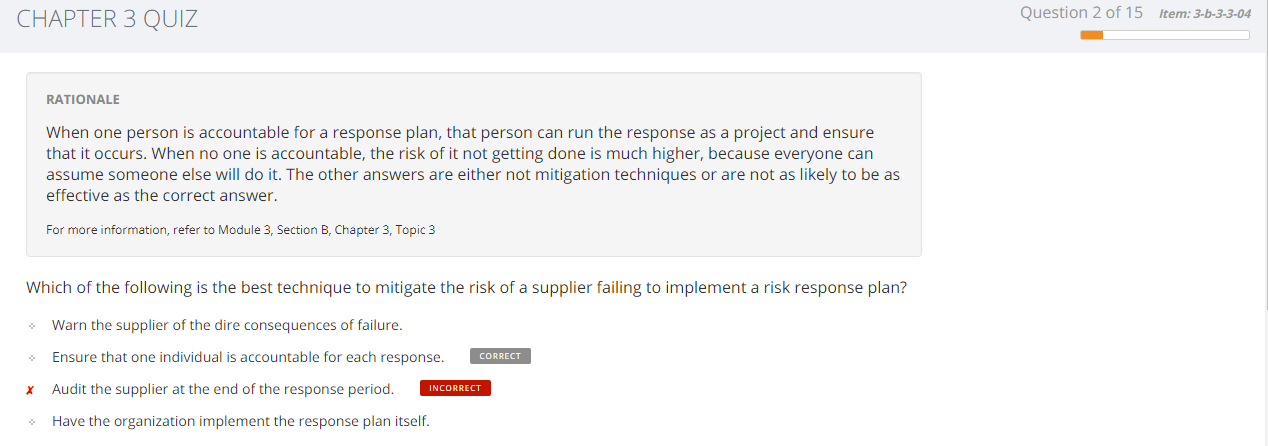 CHAPTER 3 QUIZ
Question 2 of 15 Item: 3-b-3-3-04
RATIONALE
When one person is accountable for a response plan, that person can run the response as a project and ensure
that it occurs. When no one is accountable, the risk of it not getting done is much higher, because everyone can
assume someone else will do it. The other answers are either not mitigation techniques or are not as likely to be as
effective as the correct answer.
For more information, refer to Module 3, Section B, Chapter 3, Topic 3
Which of the following is the best technique to mitigate the risk of a supplier failing to implement a risk response plan?
Warn the supplier of the dire consequences of failure.
Ensure that one individual is accountable for each response. CORRECT
✗ Audit the supplier at the end of the response period. INCORRECT
Have the organization implement the response plan itself.